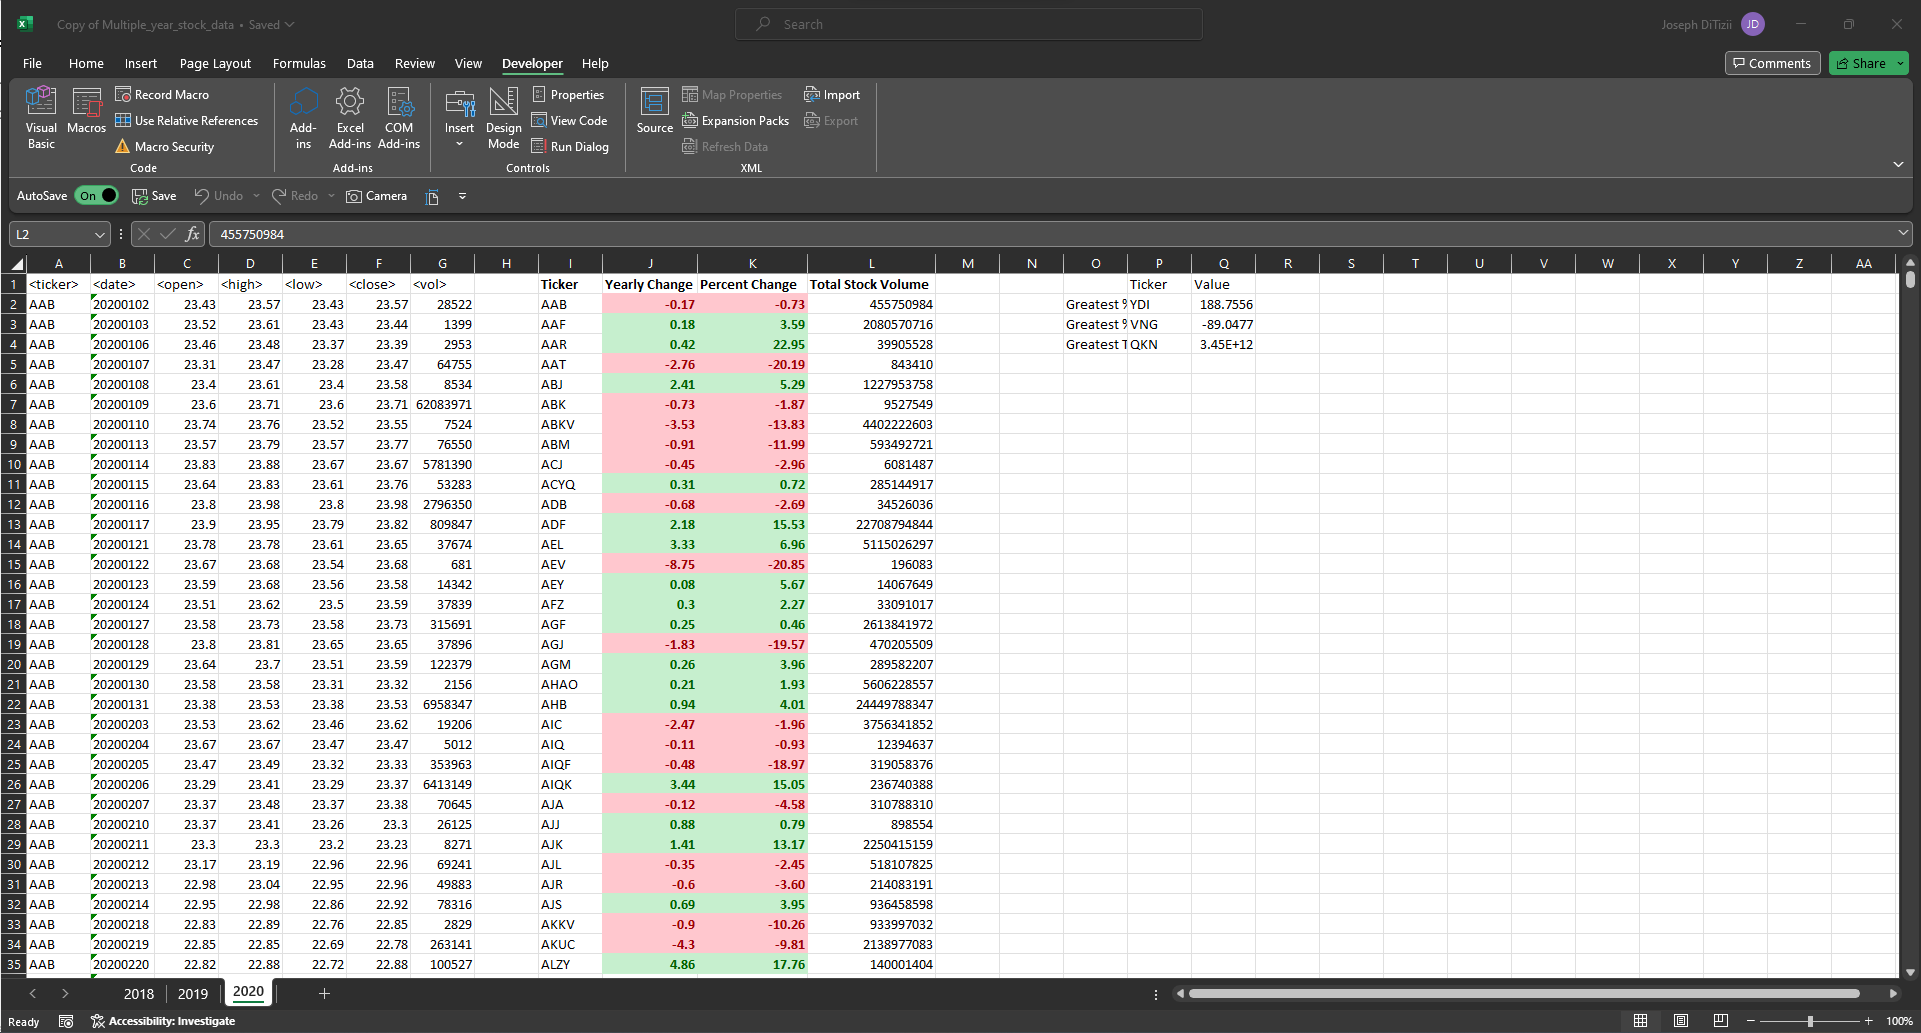 Copy of Multiple_year_stock_data • Saved
Search
Joseph DiTizii JD
File Home Insert Page Layout Formulas Data Review View Developer Help
Comments Share
Visual Basic
Macros
Record Macro
Use Relative References
Macro Security
Code
Add-ins
Excel Add-ins
COM Add-ins
Add-ins
Insert
Design Mode
Properties
View Code
Run Dialog
Controls
Source
Map Properties
Expansion Packs
Refresh Data
Import
Export
XML
AutoSave On Save Undo Redo Camera
L2 fx 455750984
A B C D E F G H I J K L M N O P Q R S T U V W X Y Z AA
1 <ticker> <date> <open> <high> <low> <close> <vol> Ticker Yearly Change Percent Change Total Stock Volume Ticker Value
2 AAB 20200102 23.43 23.57 23.43 23.57 28522 AAB -0.17 -0.73 455750984 Greatest % YDI 188.7556
3 AAB 20200103 23.52 23.61 23.43 23.44 1399 AAF 0.18 3.59 2080570716 Greatest % VNG -89.0477
4 AAB 20200106 23.46 23.48 23.37 23.39 2953 AAR 0.42 22.95 39905528 Greatest T QKN 3.45E+12
5 AAB 20200107 23.31 23.47 23.28 23.47 64755 AAT -2.76 -20.19 843410
6 AAB 20200108 23.4 23.61 23.4 23.58 8534 ABJ 2.41 5.29 1227953758
7 AAB 20200109 23.6 23.71 23.6 23.71 62083971 ABK -0.73 -1.87 9527549
8 AAB 20200110 23.74 23.76 23.52 23.55 7524 ABKV -3.53 -13.83 4402222603
9 AAB 20200113 23.57 23.79 23.57 23.77 76550 ABM -0.91 -11.99 593492721
10 AAB 20200114 23.83 23.88 23.67 23.67 5781390 ACJ -0.45 -2.96 6081487
11 AAB 20200115 23.64 23.83 23.61 23.76 53283 ACYQ 0.31 0.72 285144917
12 AAB 20200116 23.8 23.98 23.8 23.98 2796350 ADB -0.68 -2.69 34526036
13 AAB 20200117 23.9 23.95 23.79 23.82 809847 ADF 2.18 15.53 22708794844
14 AAB 20200121 23.78 23.78 23.61 23.65 37674 AEL 3.33 6.96 5115026297
15 AAB 20200122 23.67 23.68 23.54 23.68 681 AEV -8.75 -20.85 196083
16 AAB 20200123 23.59 23.68 23.56 23.58 14342 AEY 0.08 5.67 14067649
17 AAB 20200124 23.51 23.62 23.5 23.59 37839 AFZ 0.3 2.27 33091017
18 AAB 20200127 23.58 23.73 23.58 23.73 315691 AGF 0.25 0.46 2613841972
19 AAB 20200128 23.8 23.81 23.65 23.65 37896 AGJ -1.83 -19.57 470205509
20 AAB 20200129 23.64 23.7 23.51 23.59 122379 AGM 0.26 3.96 289582207
21 AAB 20200130 23.58 23.58 23.31 23.32 2156 AHAO 0.21 1.93 5606228557
22 AAB 20200131 23.38 23.53 23.38 23.53 6958347 AHB 0.94 4.01 24449788347
23 AAB 20200203 23.53 23.62 23.46 23.62 19206 AIC -2.47 -1.96 3756341852
24 AAB 20200204 23.67 23.67 23.47 23.47 5012 AIQ -0.11 -0.93 12394637
25 AAB 20200205 23.47 23.49 23.32 23.33 353963 AIQF -0.48 -18.97 319058376
26 AAB 20200206 23.29 23.41 23.29 23.37 6413149 AIQK 3.44 15.05 236740388
27 AAB 20200207 23.37 23.48 23.37 23.38 70645 AJA -0.12 -4.58 310788310
28 AAB 20200210 23.37 23.41 23.26 23.3 26125 AJJ 0.88 0.79 898554
29 AAB 20200211 23.3 23.3 23.2 23.23 8271 AJK 1.41 13.17 2250415159
30 AAB 20200212 23.17 23.19 22.96 22.96 69241 AJL -0.35 -2.45 518107825
31 AAB 20200213 22.98 23.04 22.95 22.96 49883 AJR -0.6 -3.60 214083191
32 AAB 20200214 22.95 22.98 22.86 22.92 78316 AJS 0.69 3.95 936458598
33 AAB 20200218 22.83 22.89 22.76 22.85 2829 AKKV -0.9 -10.26 933997032
34 AAB 20200219 22.85 22.85 22.69 22.78 263141 AKUC -4.3 -9.81 2138977083
35 AAB 20200220 22.82 22.88 22.72 22.88 100527 ALZY 4.86 17.76 140001404
2018 2019 2020 +
Ready Accessibility: Investigate 100%